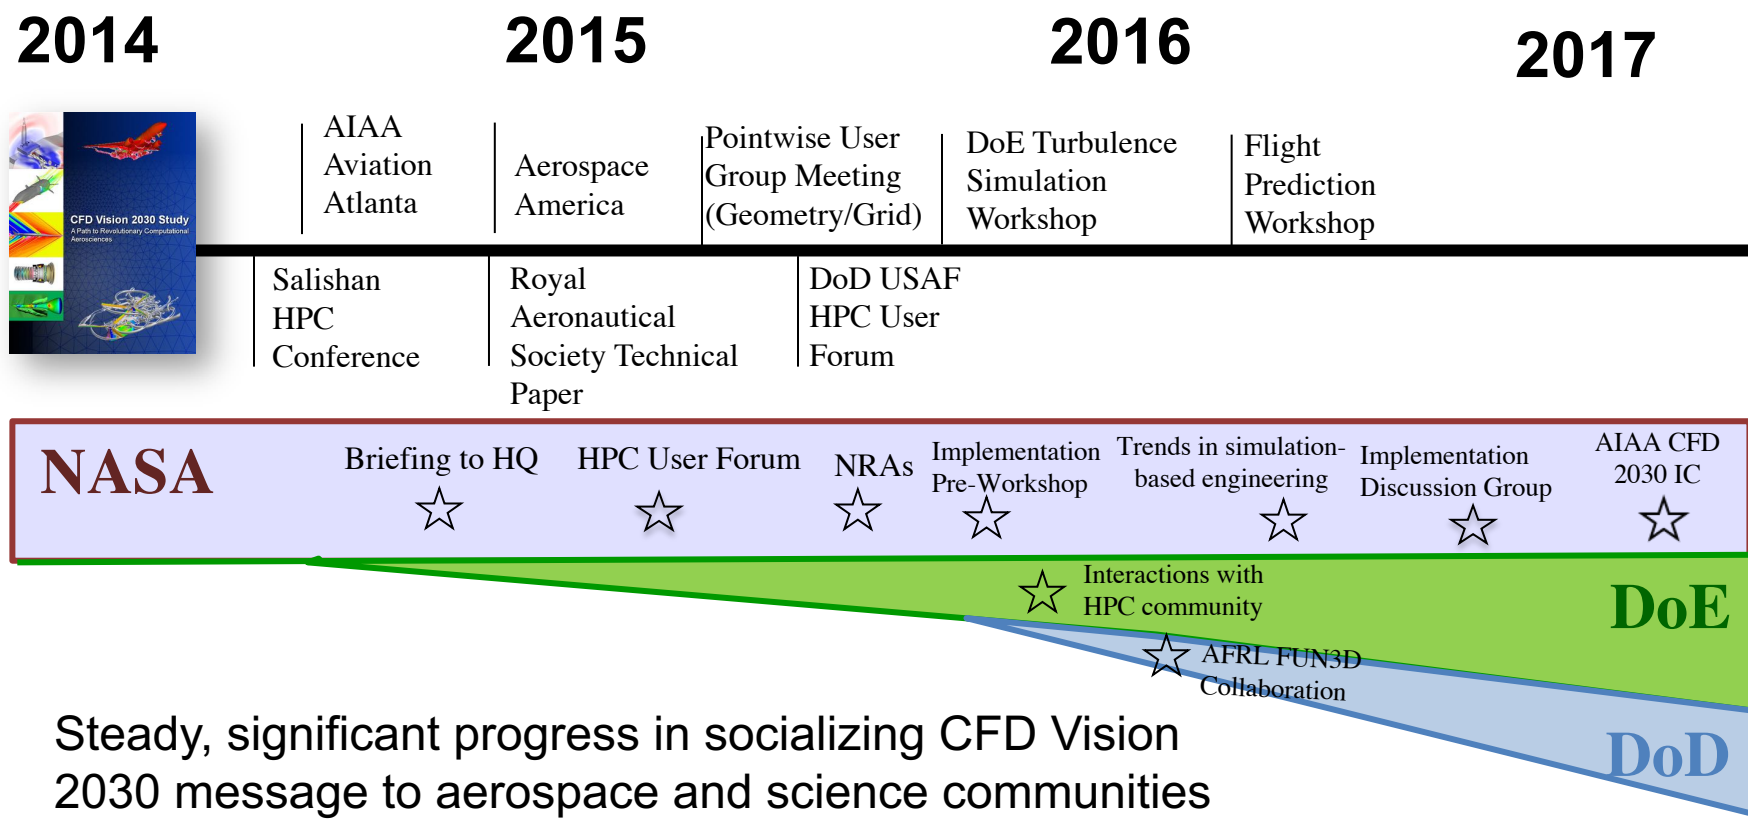 2014
2015
2016
2017
CFD Vision 2030 Study
A Path to Revolutionary Computational
Aerosciences
AIAA
Aviation
Atlanta
Aerospace
America
Pointwise User
Group Meeting
(Geometry/Grid)
DoE Turbulence
Simulation
Workshop
Flight
Prediction
Workshop
Salishan
HPC
Conference
Royal
Aeronautical
Society Technical
Paper
DoD USAF
HPC User
Forum
NASA
Briefing to HQ
HPC User Forum
NRAs
Implementation
Pre-Workshop
Trends in simulation-
based engineering
Implementation
Discussion Group
AIAA CFD
2030 IC
Interactions with
HPC community
DoE
AFRL FUN3D
Collaboration
DoD
Steady, significant progress in socializing CFD Vision
2030 message to aerospace and science communities